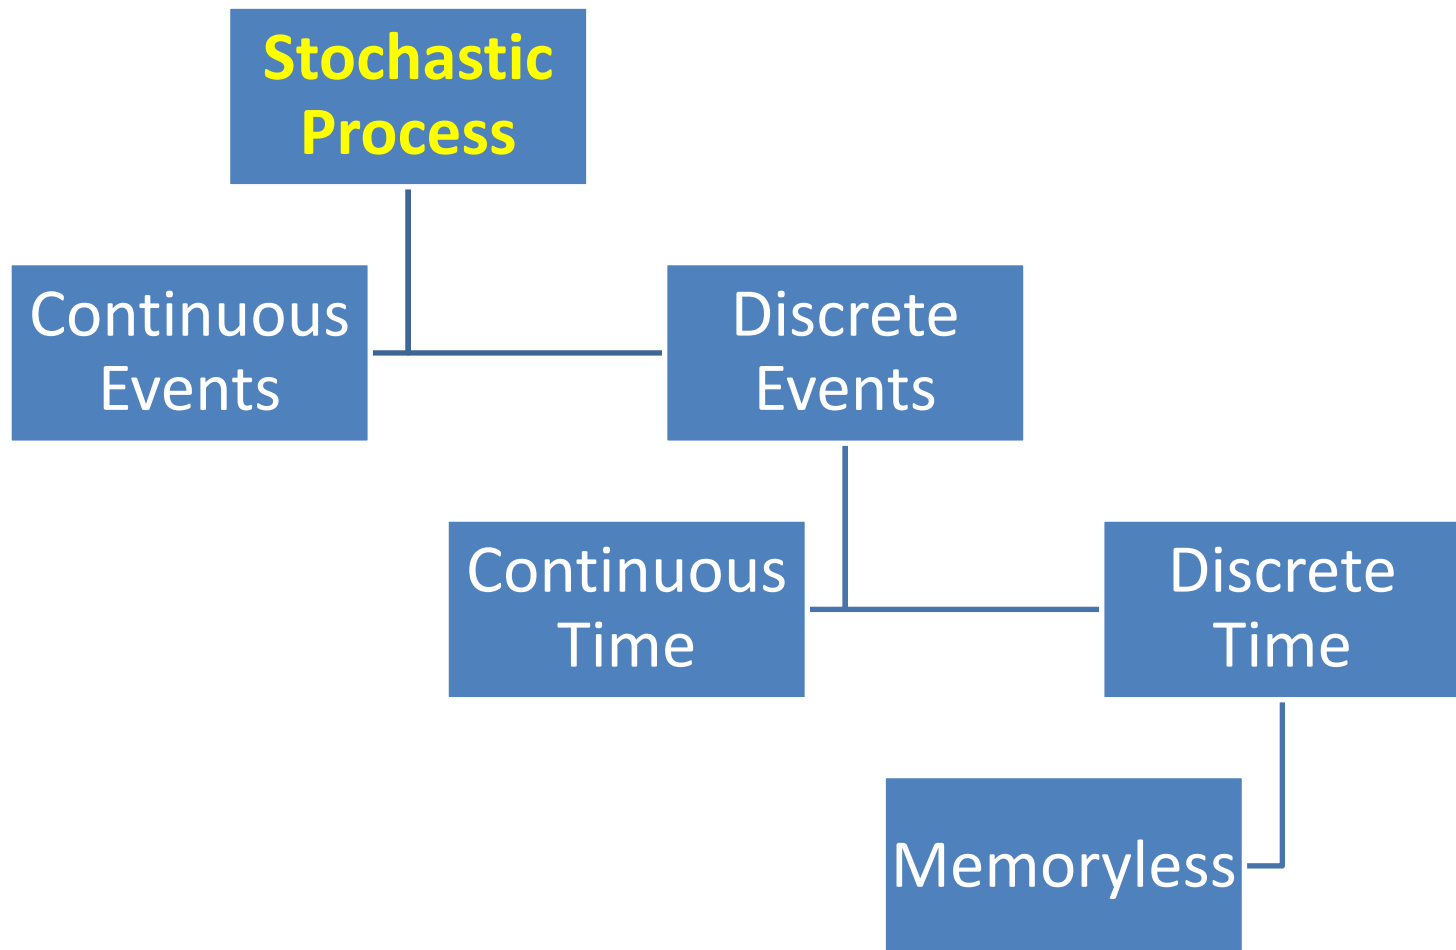 Stochastic
Process
Continuous
Events
Discrete
Events
Continuous
Time
Discrete
Time
Memoryless